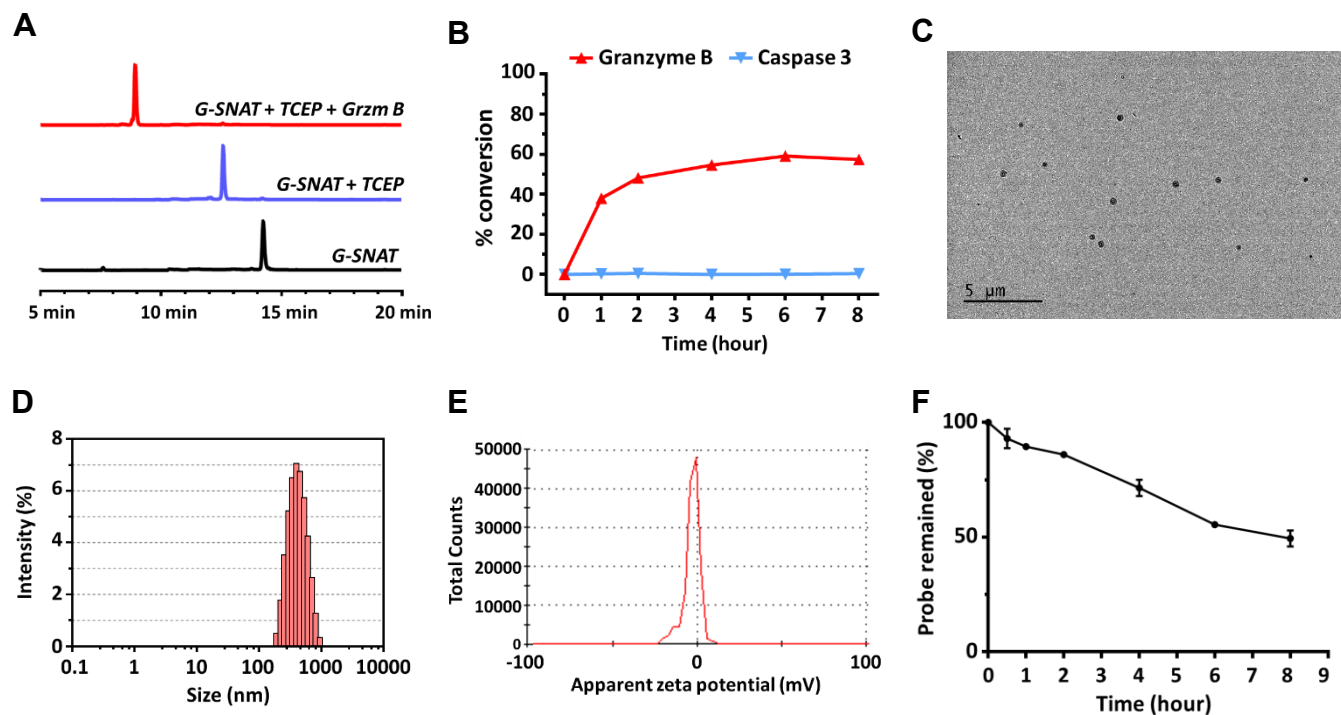 A
G-SNAT + TCEP + Grzm B
G-SNAT + TCEP
G-SNAT
5 min 10 min 15 min 20 min
B
Granzyme B Caspase 3
% conversion
100
80
60
40
20
0
0 1 2 3 4 5 6 7 8
Time (hour)
C
5 µm
D
Intensity (%)
8
6
4
2
0
0.1 1 10 100 1000 10000
Size (nm)
E
Total Counts
50000
40000
30000
20000
10000
0
-100 0 100
Apparent zeta potential (mV)
F
Probe remained (%)
100
50
0
0 1 2 3 4 5 6 7 8 9
Time (hour)